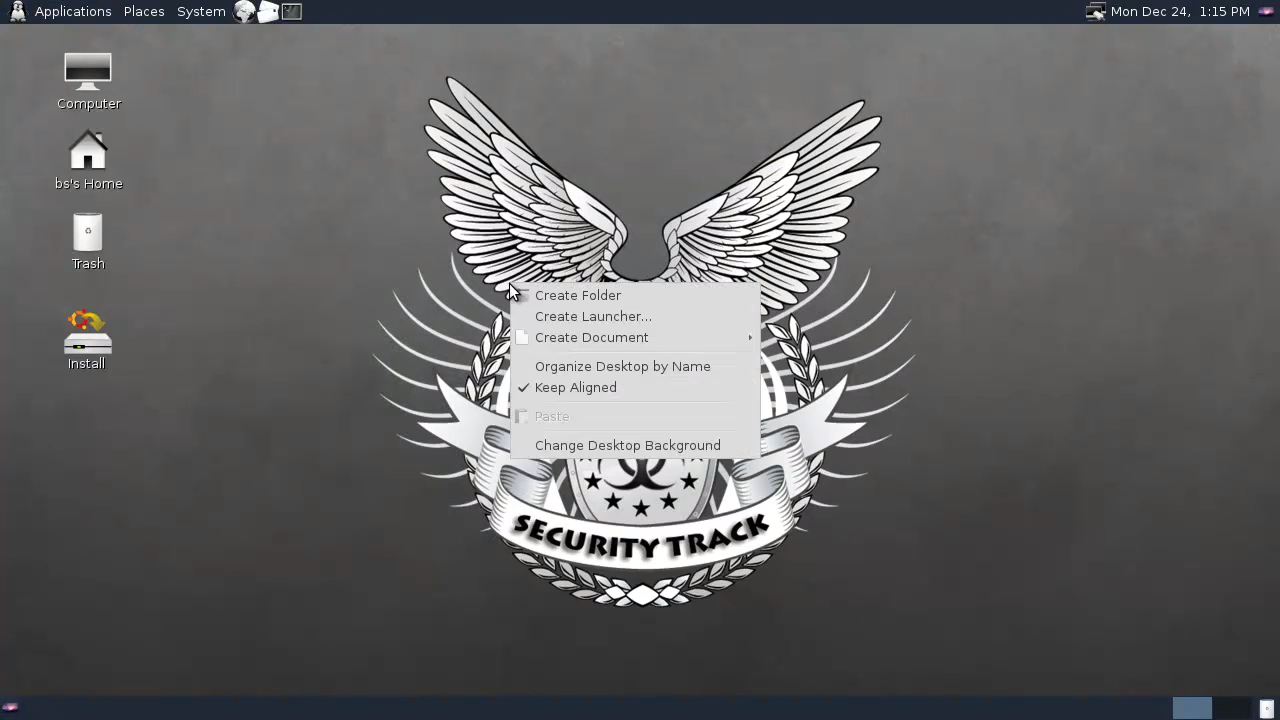 Applications Places System
Mon Dec 24, 1:15 PM
Computer
bs's Home
Trash
Install
Create Folder
Create Launcher...
Create Document
Organize Desktop by Name
Keep Aligned
Paste
Change Desktop Background
SECURITY TRACK